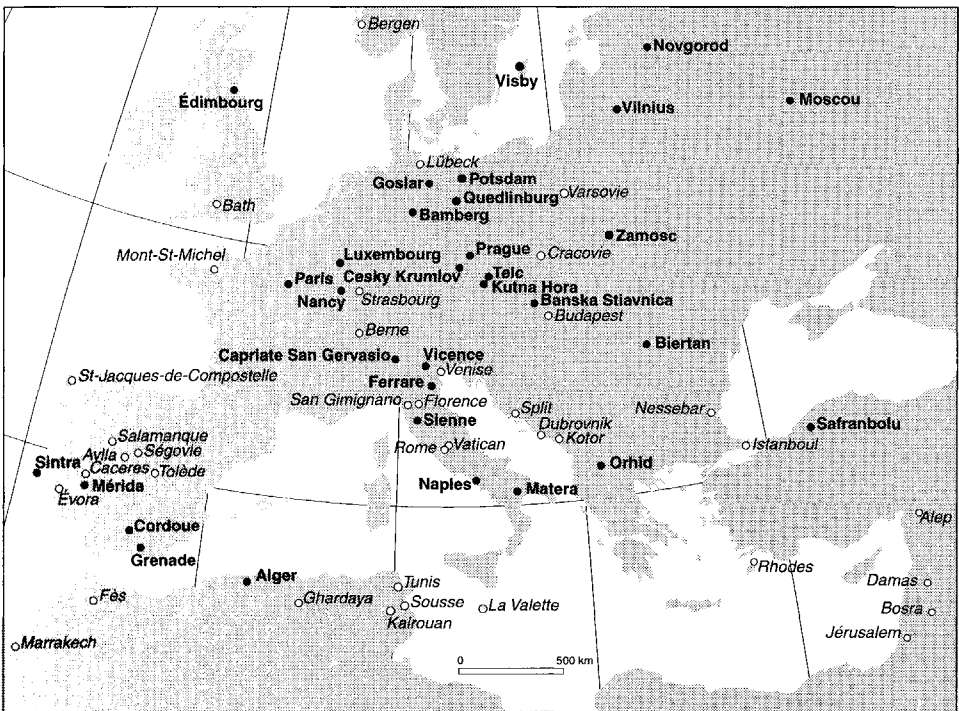 Bergen
Novgorod
Visby
Édimbourg
Vilnius
Moscou
Lübeck
Goslar
Potsdam
Quedlinburg
Varsovie
Bath
Bamberg
Zamosc
Mont-St-Michel
Luxembourg
Prague
Cracovie
Paris
Cesky Krumlov
Telc
Kutna Hora
Nancy
Strasbourg
Banska Stiavnica
Budapest
Berne
Biertan
Capriate San Gervasio
Vicence
Venise
St-Jacques-de-Compostelle
Ferrare
San Gimignano
Florence
Split
Nessebar
Sienne
Dubrovnik
Kotor
Safranbolu
Salamanque
Rome
Vatican
Istanboul
Avila
Ségovie
Sintra
Caceres
Tolède
Orhid
Évora
Mérida
Naples
Matera
Cordoue
Alep
Grenade
Rhodes
Alger
Tunis
Damas
Fès
Ghardaya
Sousse
La Valette
Kairouan
Bosra
Jérusalem
Marrakech
0 500 km